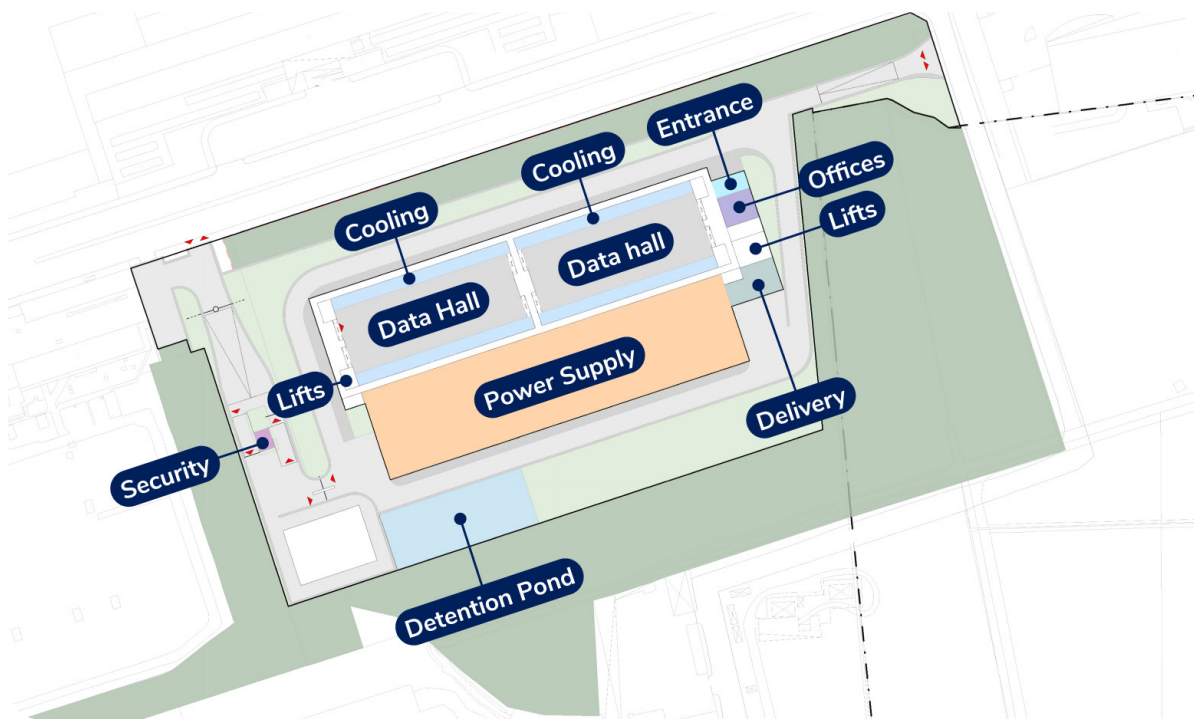 Entrance
Cooling
Offices
Cooling
Lifts
Data hall
Data Hall
Power Supply
Lifts
Delivery
Security
Detention Pond